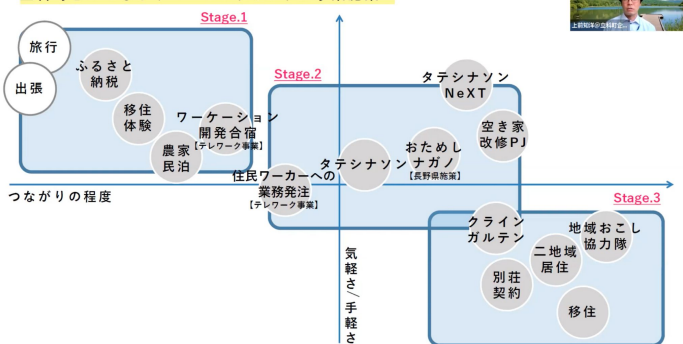 Stage.1
旅行
出張
ふるさと
納税
移住
体験
農家
民泊
ワーケーション
開発合宿
【テレワーク事業】
Stage.2
タテシナソン
NeXT
空き家
改修PJ
おためし
ナガノ
【長野県施策】
タテシナソン
住民ワーカーへの
業務発注
【テレワーク事業】
つながりの程度
気軽さ/手軽さ
Stage.3
クライン
ガルテン
地域おこし
協力隊
二地域
居住
別荘
契約
移住